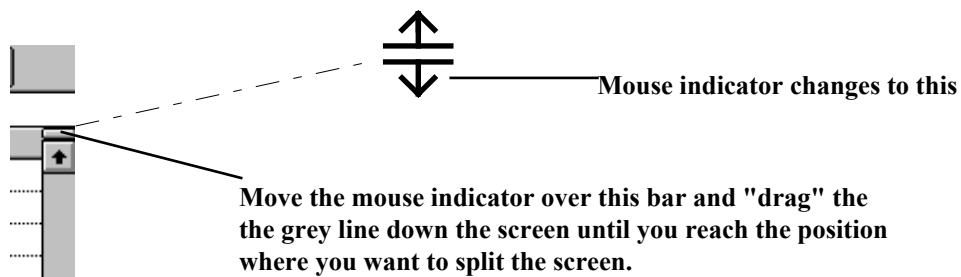 Mouse indicator changes to this
Move the mouse indicator over this bar and "drag" the
the grey line down the screen until you reach the position
where you want to split the screen.